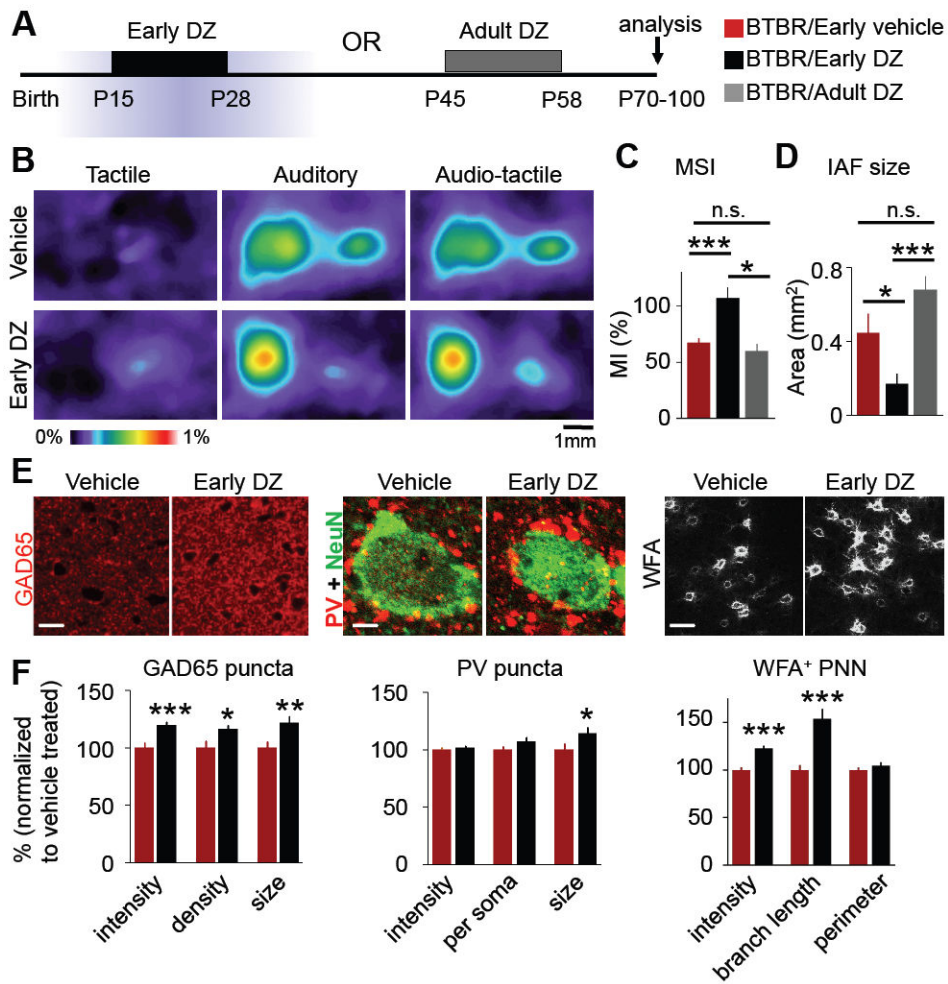 A
Early DZ
OR
Adult DZ
analysis
Birth
P15
P28
P45
P58
P70-100
BTBR/Early vehicle
BTBR/Early DZ
BTBR/Adult DZ
B
Tactile
Auditory
Audio-tactile
Vehicle
Early DZ
0%
1%
1mm
C
MSI
n.s.
***
*
MI (%)
100
50
0
D
IAF size
n.s.
***
*
Area (mm²)
0.8
0.4
0
E
Vehicle
Early DZ
GAD65
Vehicle
Early DZ
PV + NeuN
Vehicle
Early DZ
WFA
F
% (normalized
to vehicle treated)
GAD65 puncta
150
100
50
0
***
*
**
intensity
density
size
PV puncta
150
100
50
0
*
intensity
per soma
size
WFA⁺ PNN
150
100
50
0
***
***
intensity
branch length
perimeter